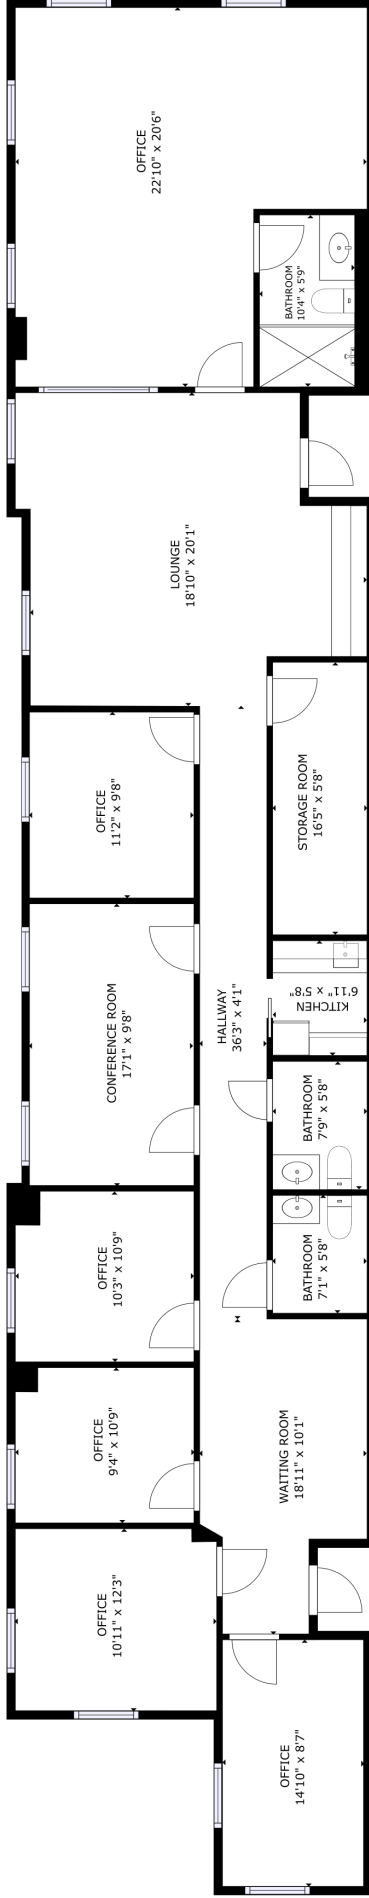 OFFICE
22'10" x 20'6"
BATHROOM
10'4" x 5'9"
LOUNGE
18'10" x 20'1"
OFFICE
11'2" x 9'8"
STORAGE ROOM
16'5" x 5'8"
CONFERENCE ROOM
17'1" x 9'8"
HALLWAY
36'3" x 4'1"
KITCHEN
6'11" x 5'8"
BATHROOM
7'9" x 5'8"
OFFICE
10'3" x 10'9"
BATHROOM
7'1" x 5'8"
OFFICE
9'4" x 10'9"
WAITING ROOM
18'11" x 10'1"
OFFICE
10'11" x 12'3"
OFFICE
14'10" x 8'7"